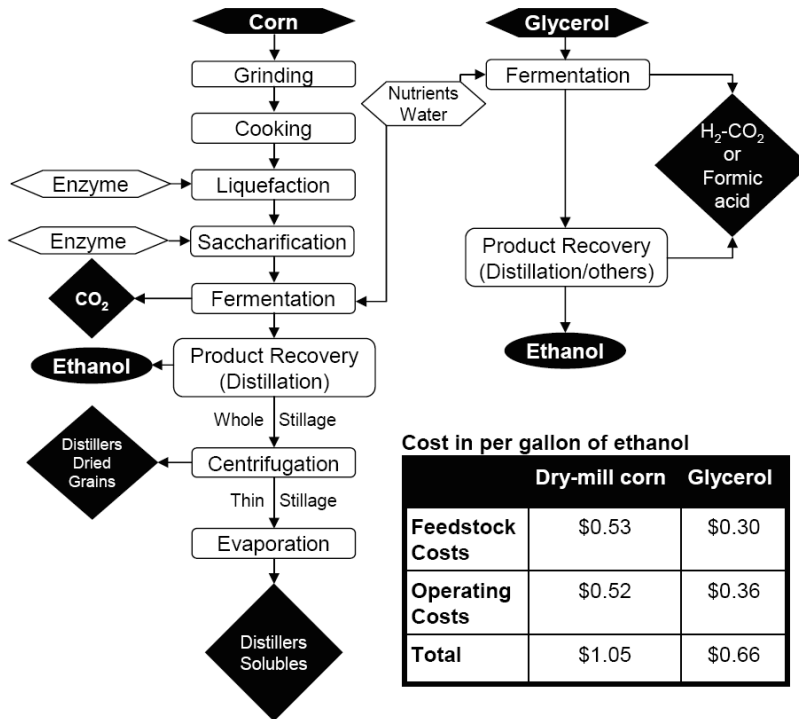 Corn
Grinding
Cooking
Enzyme
Liquefaction
Enzyme
Saccharification
CO₂
Fermentation
Ethanol
Product Recovery
(Distillation)
Whole Stillage
Distillers
Dried
Grains
Centrifugation
Thin Stillage
Evaporation
Distillers
Solubles
Glycerol
Nutrients
Water
Fermentation
H₂-CO₂
or
Formic
acid
Product Recovery
(Distillation/others)
Ethanol
Cost in per gallon of ethanol
Dry-mill corn Glycerol
Feedstock
Costs
$0.53 $0.30
Operating
Costs
$0.52 $0.36
Total $1.05 $0.66